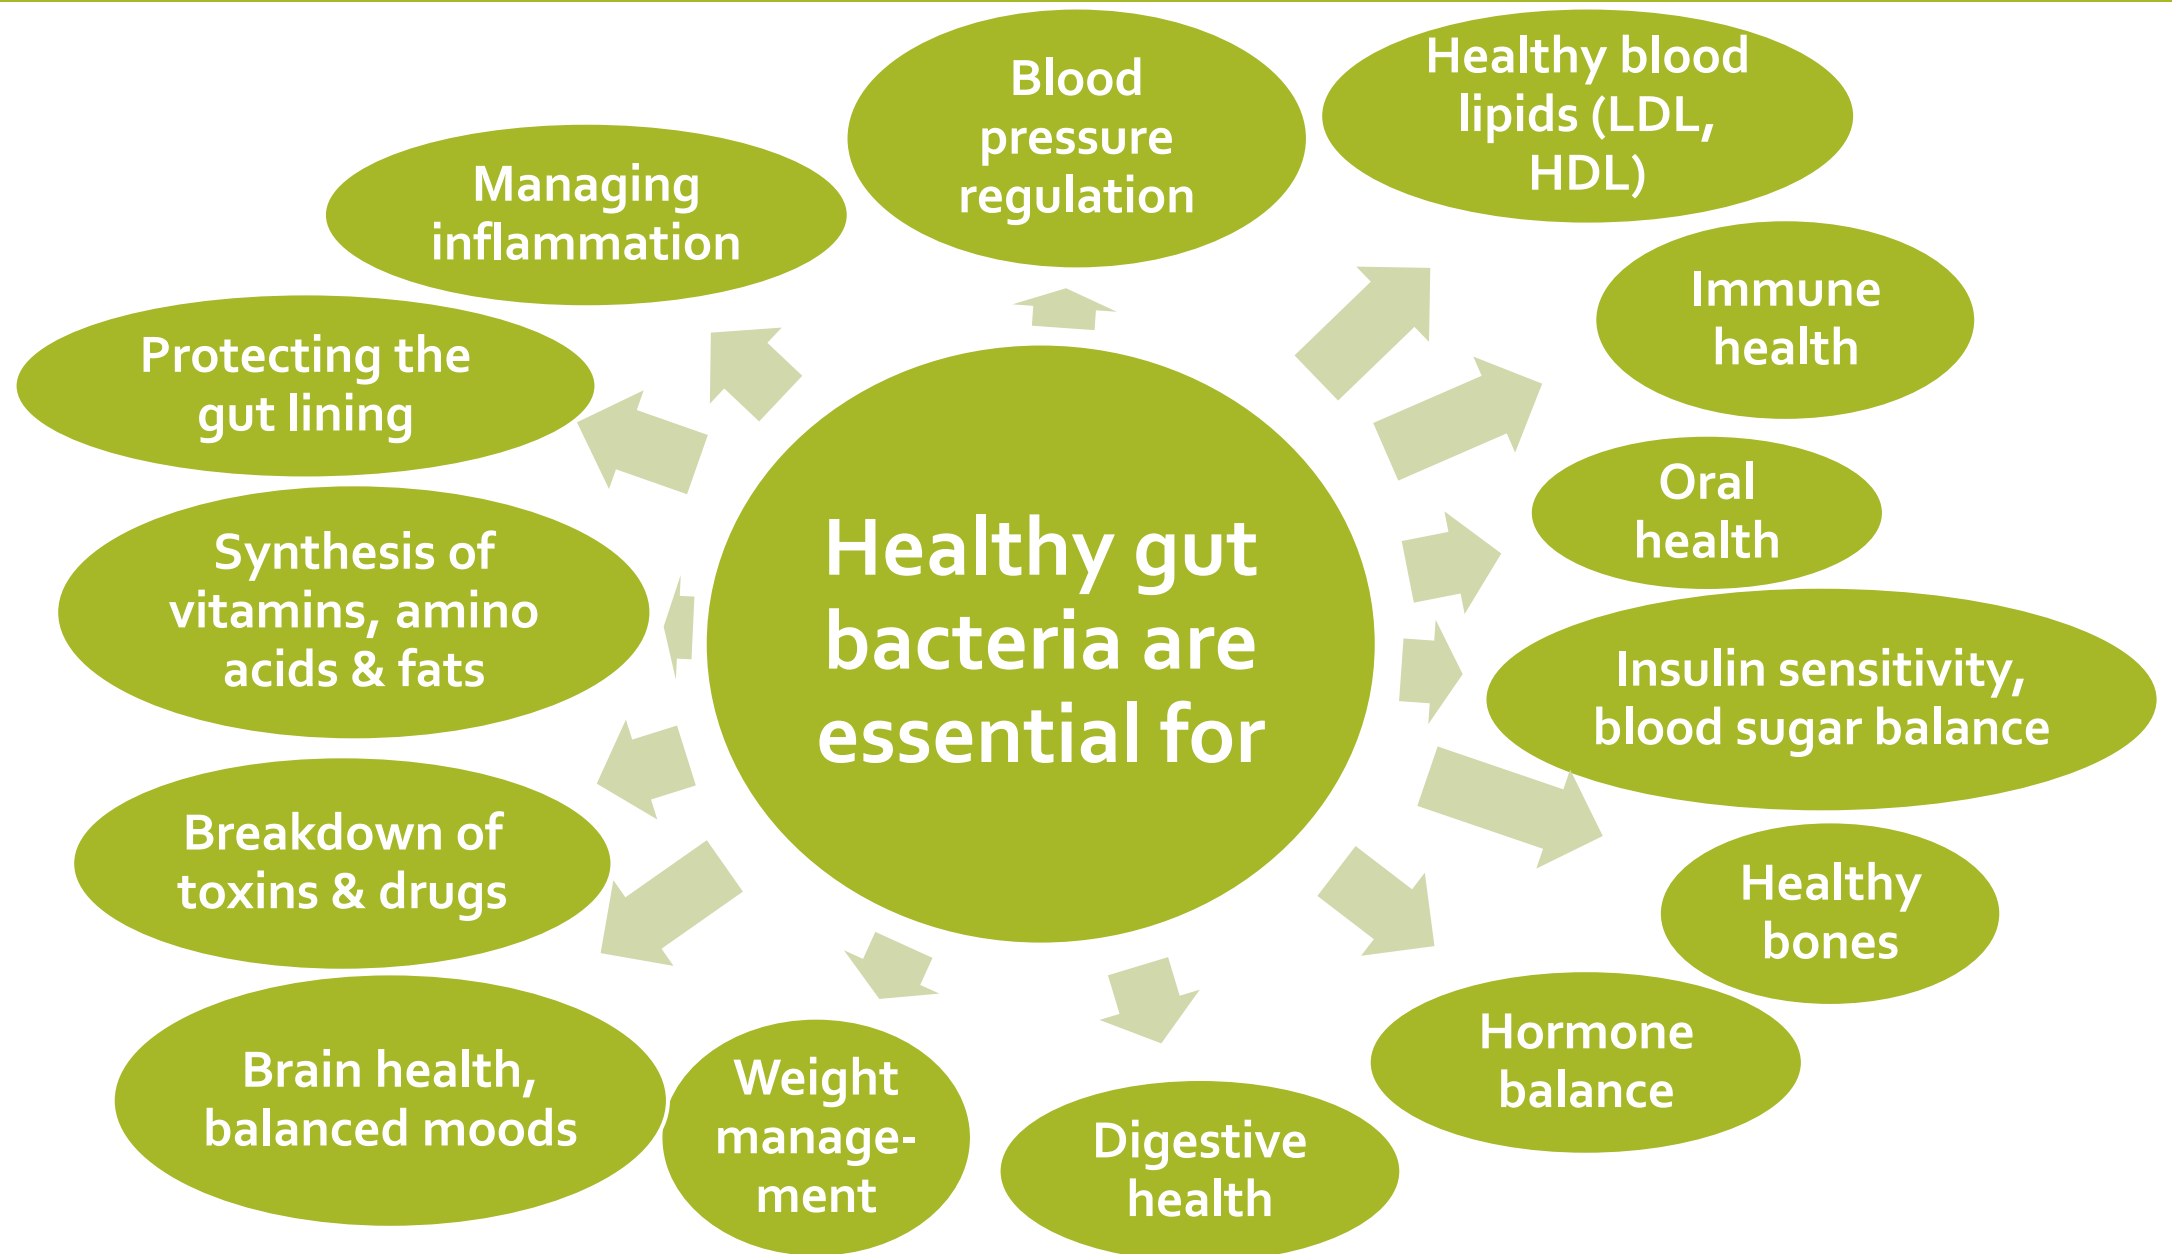 Blood
pressure
regulation
Healthy blood
lipids (LDL,
HDL)
Immune
health
Oral
health
Insulin sensitivity,
blood sugar balance
Healthy
bones
Hormone
balance
Digestive
health
Weight
manage-
ment
Brain health,
balanced moods
Breakdown of
toxins & drugs
Synthesis of
vitamins, amino
acids & fats
Protecting the
gut lining
Managing
inflammation
Healthy gut
bacteria are
essential for